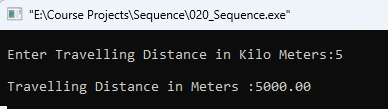 "E:\Course Projects\Sequence\020_Sequence.exe"
Enter Travelling Distance in Kilo Meters:5
Travelling Distance in Meters :5000.00